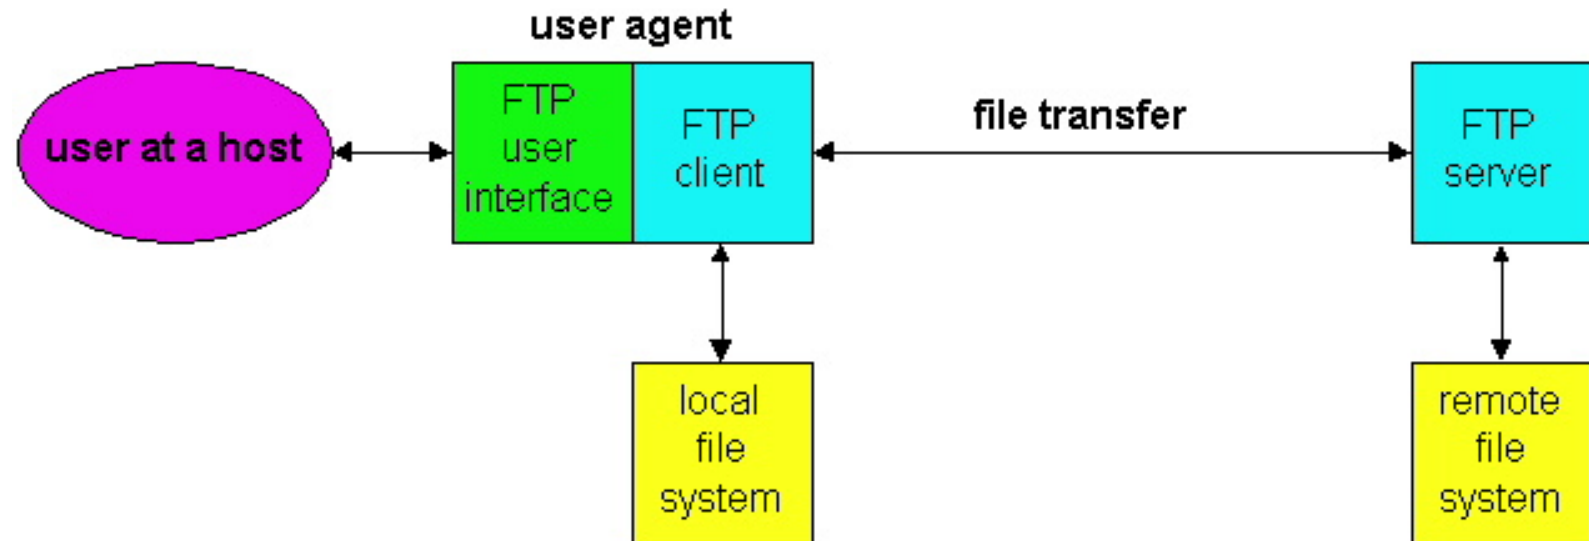 user agent
user at a host
FTP
user
interface
FTP
client
file transfer
FTP
server
local
file
system
remote
file
system